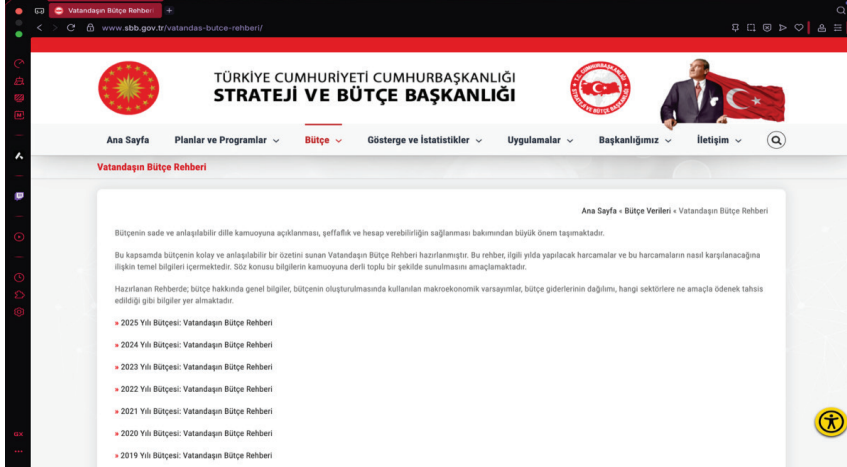 Vatandaşın Bütçe Rehberi
www.sbb.gov.tr/vatandas-butce-rehberi/
TÜRKİYE CUMHURİYETİ CUMHURBAŞKANLIĞI
STRATEJİ VE BÜTÇE BAŞKANLIĞI
Ana Sayfa Planlar ve Programlar Bütçe Gösterge ve İstatistikler Uygulamalar Başkanlığımız İletişim
Vatandaşın Bütçe Rehberi
Ana Sayfa « Bütçe Verileri « Vatandaşın Bütçe Rehberi
Bütçenin sade ve anlaşılabilir dille kamuoyuna açıklanması, şeffaflık ve hesap verebilirliğin sağlanması bakımından büyük önem taşımaktadır.
Bu kapsamda bütçenin kolay ve anlaşılabilir bir özetini sunan Vatandaşın Bütçe Rehberi hazırlanmıştır. Bu rehber, ilgili yılda yapılacak harcamalar ve bu harcamaların nasıl karşılanacağına
ilişkin temel bilgileri içermektedir. Söz konusu bilgilerin kamuoyuna derli toplu bir şekilde sunulmasını amaçlamaktadır.
Hazırlanan Rehberde; bütçe hakkında genel bilgiler, bütçenin oluşturulmasında kullanılan makroekonomik varsayımlar, bütçe giderlerinin dağılımı, hangi sektörlere ne amaçla ödenek tahsis
edildiği gibi bilgiler yer almaktadır.
» 2025 Yılı Bütçesi: Vatandaşın Bütçe Rehberi
» 2024 Yılı Bütçesi: Vatandaşın Bütçe Rehberi
» 2023 Yılı Bütçesi: Vatandaşın Bütçe Rehberi
» 2022 Yılı Bütçesi: Vatandaşın Bütçe Rehberi
» 2021 Yılı Bütçesi: Vatandaşın Bütçe Rehberi
» 2020 Yılı Bütçesi: Vatandaşın Bütçe Rehberi
» 2019 Yılı Bütçesi: Vatandaşın Bütçe Rehberi